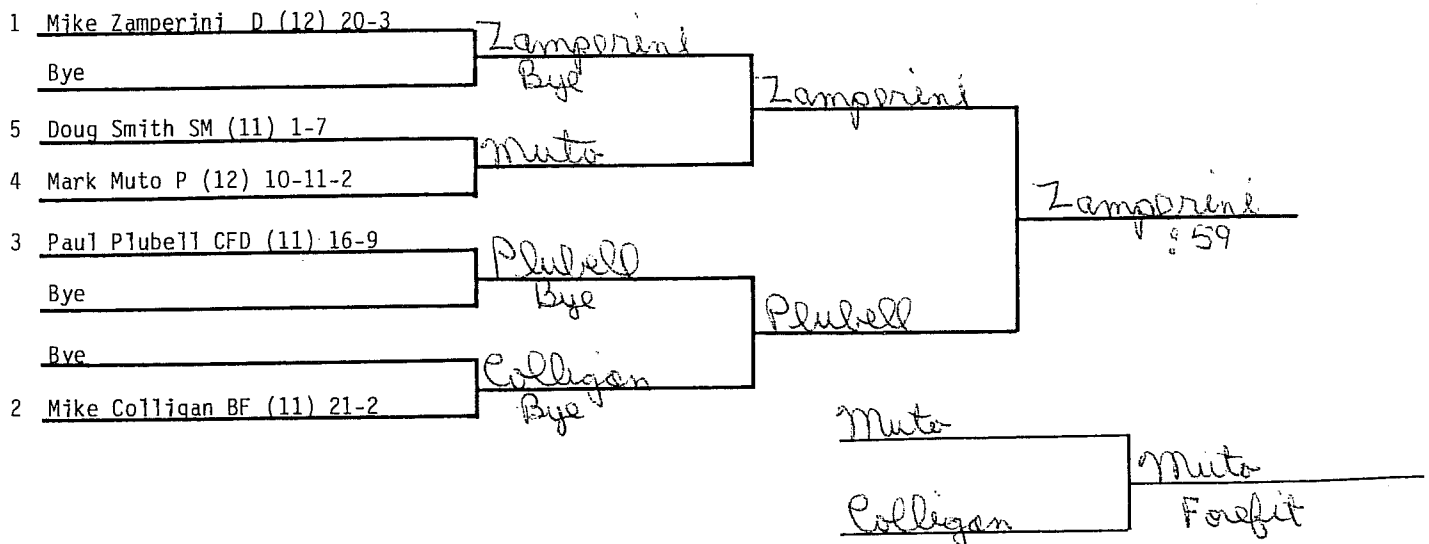 1 Mike Zamperini D (12) 20-3
Zamperini
Bye
Bye
Zamperini
5 Doug Smith SM (11) 1-7
Muto
4 Mark Muto P (12) 10-11-2
Zamperini
:59
3 Paul Plubell CFD (11) 16-9
Plubell
Bye
Bye
Plubell
Bye
Colligan
Bye
2 Mike Colligan BF (11) 21-2
Muto
Muto
Forefit
Colligan